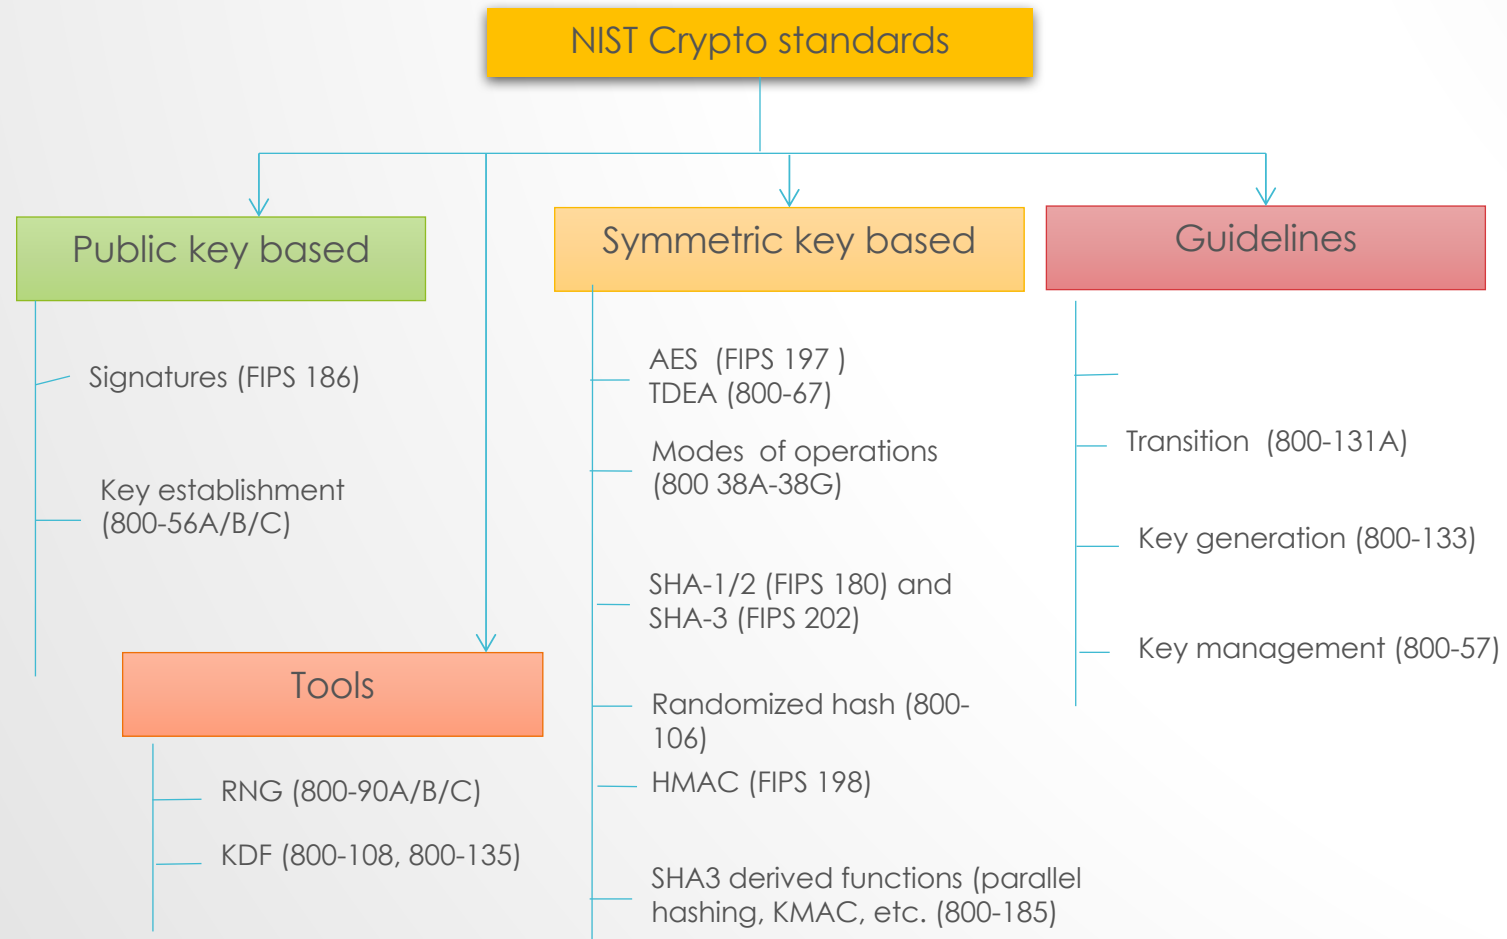 NIST Crypto standards
Public key based
Signatures (FIPS 186)
Key establishment
(800-56A/B/C)
Tools
RNG (800-90A/B/C)
KDF (800-108, 800-135)
Symmetric key based
AES (FIPS 197 )
TDEA (800-67)
Modes of operations
(800 38A-38G)
SHA-1/2 (FIPS 180) and
SHA-3 (FIPS 202)
Randomized hash (800-
106)
HMAC (FIPS 198)
SHA3 derived functions (parallel
hashing, KMAC, etc. (800-185)
Guidelines
Transition (800-131A)
Key generation (800-133)
Key management (800-57)